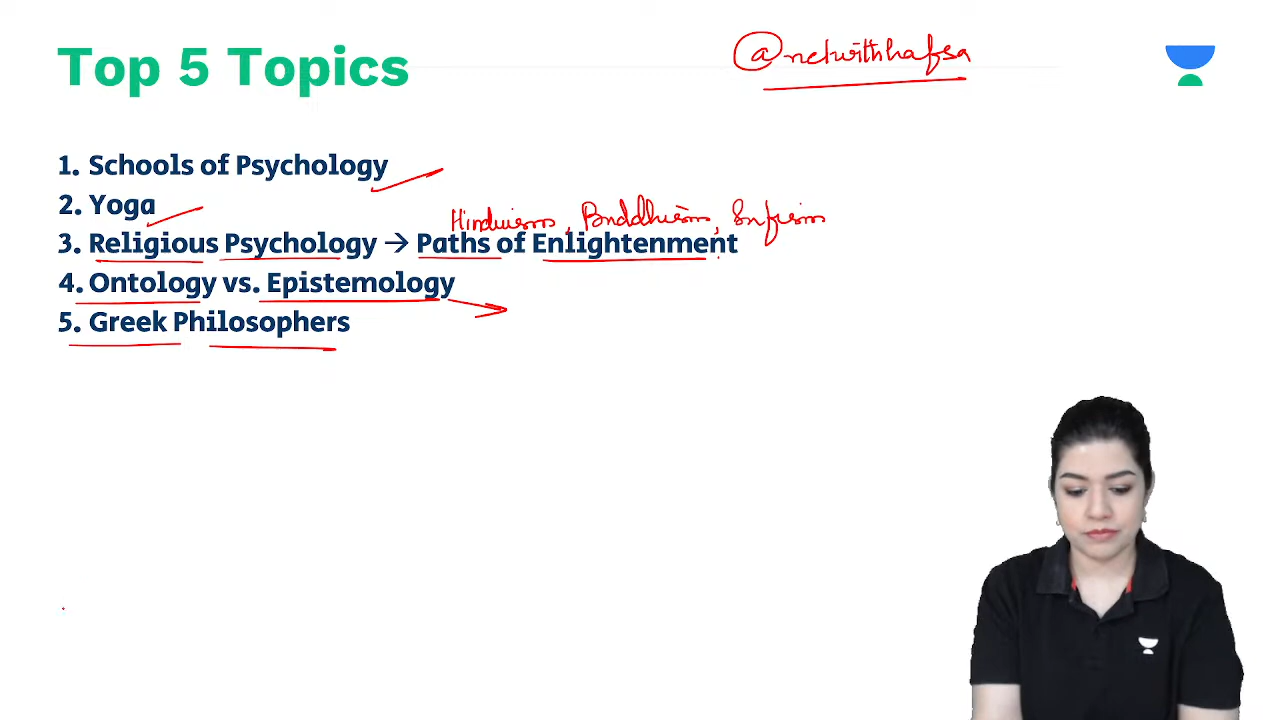 Top 5 Topics
@netwithhafsa
1. Schools of Psychology
2. Yoga
Hinduism, Buddhism, Sufism
3. Religious Psychology → Paths of Enlightenment
4. Ontology vs. Epistemology
5. Greek Philosophers